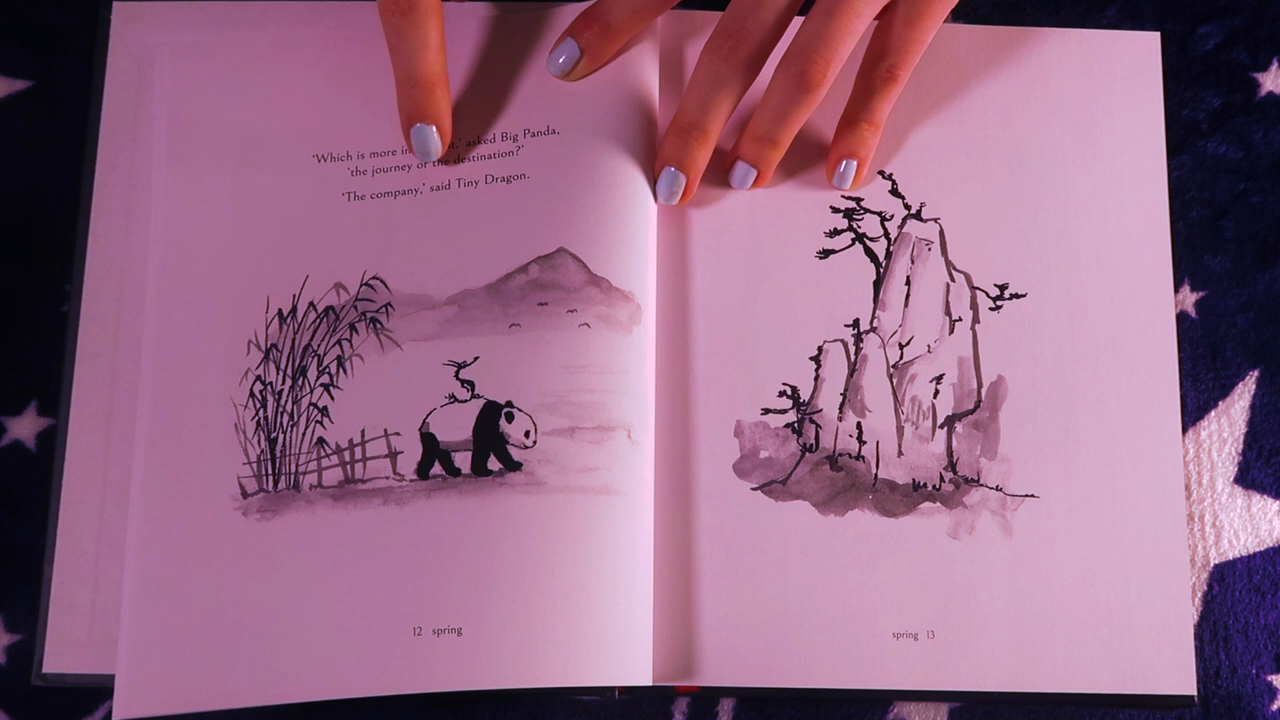 ‘Which is more in t,’ asked Big Panda,
‘the journey or the destination?’
‘The company,’ said Tiny Dragon.
12 spring
spring 13